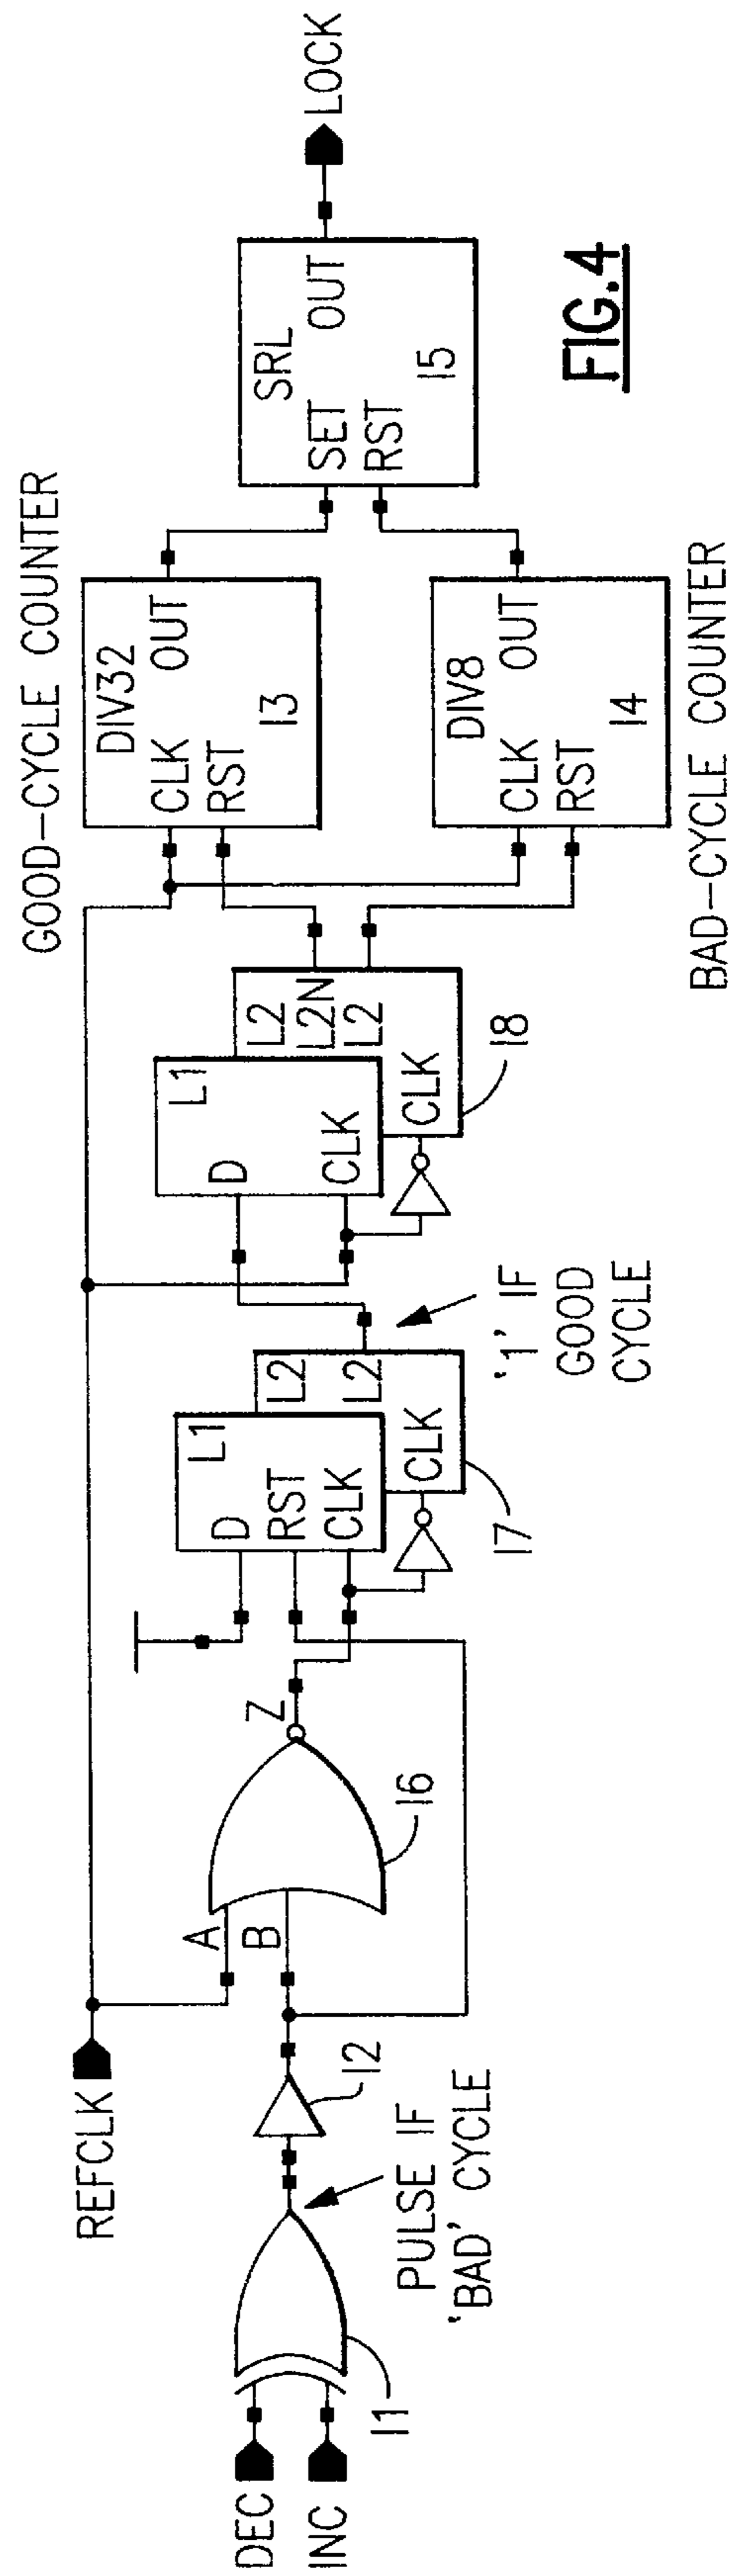 GOOD-CYCLE COUNTER
REFCLK
DEC
INC
I1
PULSE IF
'BAD' CYCLE
I2
A
B
Z
I6
D
L1
RST
CLK
L2
L2
CLK
I7
'1' IF
GOOD
CYCLE
D
L1
CLK
L2
L2N
L2
CLK
I8
DIV32
CLK
OUT
RST
I3
DIV8
CLK
OUT
RST
I4
BAD-CYCLE COUNTER
SRL
SET
OUT
RST
I5
LOCK
FIG.4